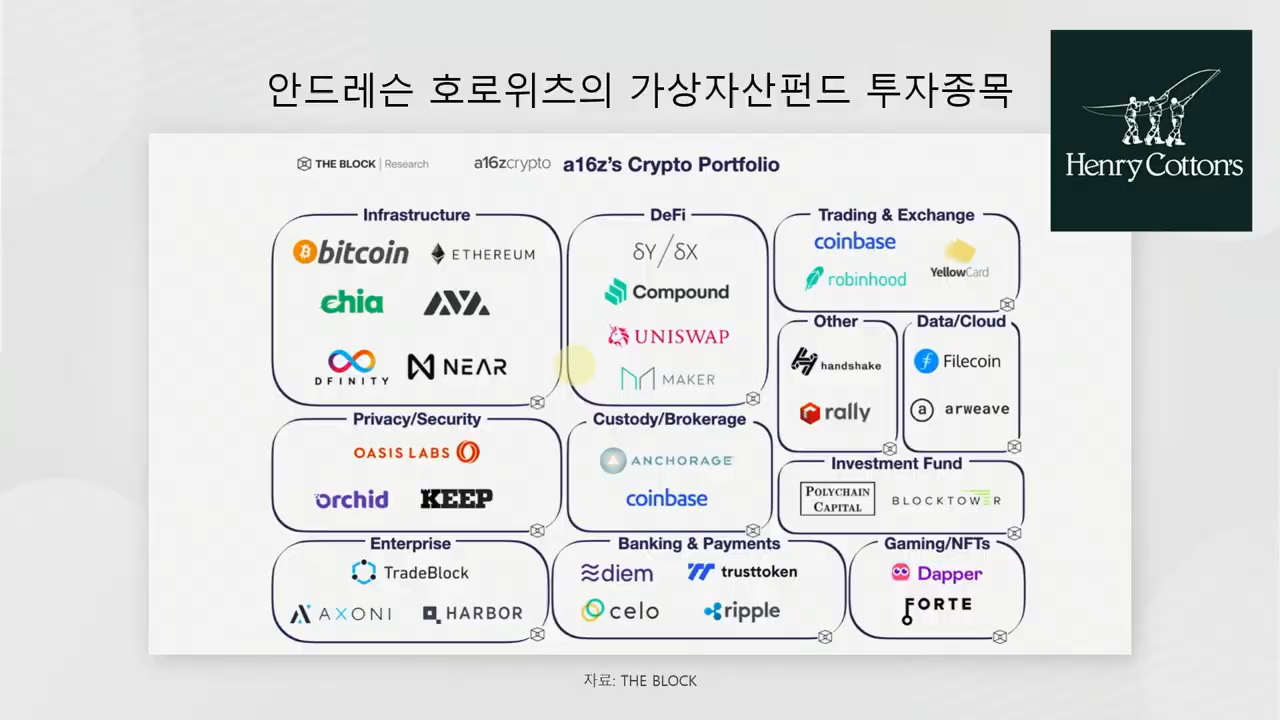 안드레슨 호로위츠의 가상자산펀드 투자종목
Henry Cotton's
THE BLOCK | Research a16zcrypto a16z's Crypto Portfolio
Infrastructure
bitcoin ETHEREUM
chia AVA
DFINITY NEAR
DeFi
δY/δX
Compound
UNISWAP
MAKER
Trading & Exchange
coinbase
robinhood YellowCard
Other
handshake
rally
Data/Cloud
Filecoin
a arweave
Privacy/Security
OASIS LABS
orchid KEEP
Custody/Brokerage
ANCHORAGE
coinbase
Investment Fund
POLYCHAIN
CAPITAL
BLOCKTOWER
Enterprise
TradeBlock
AXONI HARBOR
Banking & Payments
diem trusttoken
celo ripple
Gaming/NFTs
Dapper
FORTE
자료: THE BLOCK